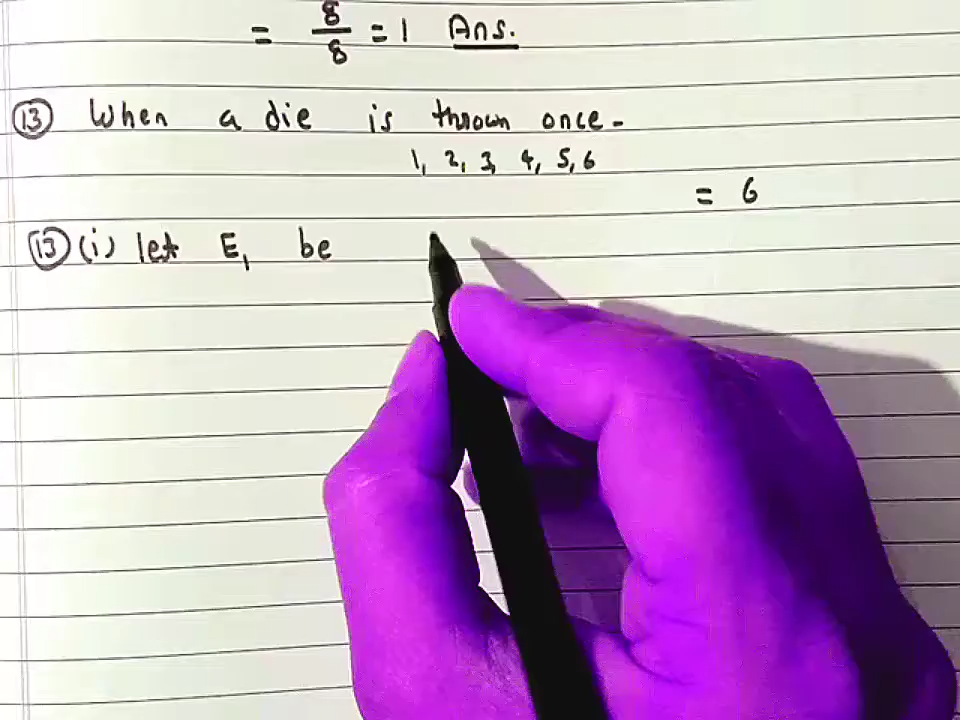 = 8/8 = 1 Ans.
13 When a die is thrown once-
1, 2, 3, 4, 5, 6
= 6
13 (i) let E1 be